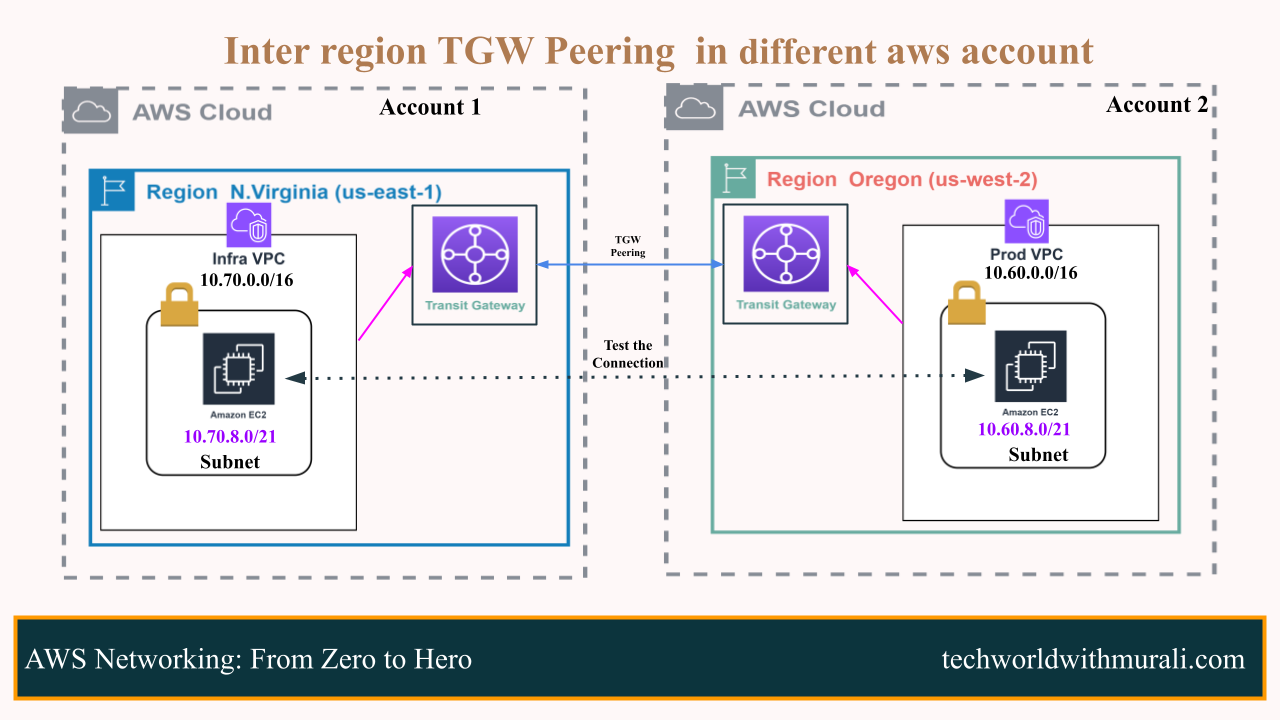 Inter region TGW Peering in different aws account
AWS Cloud
Account 1
Region N.Virginia (us-east-1)
Infra VPC
10.70.0.0/16
Transit Gateway
Amazon EC2
10.70.8.0/21
Subnet
TGW
Peering
Test the
Connection
AWS Cloud
Account 2
Region Oregon (us-west-2)
Transit Gateway
Prod VPC
10.60.0.0/16
Amazon EC2
10.60.8.0/21
Subnet
AWS Networking: From Zero to Hero
techworldwithmurali.com